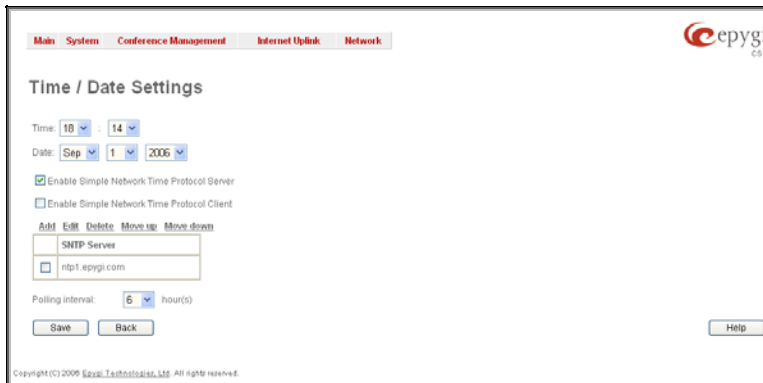 Main System Conference Management Internet Uplink Network
epygi
Time / Date Settings
Time: 18 : 14
Date: Sep 1 2006
Enable Simple Network Time Protocol Server
Enable Simple Network Time Protocol Client
Add Edit Delete Move up Move down
SNTP Server
ntp1.epygi.com
Polling interval: 6 hour(s)
Save Back Help
Copyright (C) 2006 Epygi Technologies, Ltd. All rights reserved.